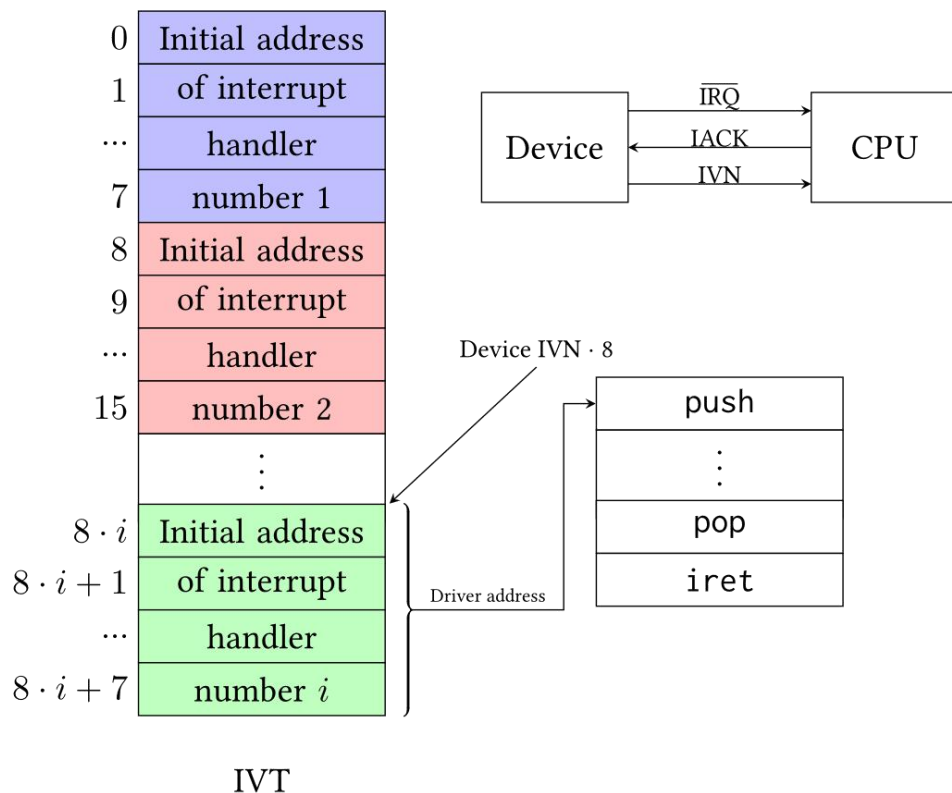 0 Initial address
1 of interrupt
... handler
7 number 1
8 Initial address
9 of interrupt
... handler
15 number 2
⋮
8 · i Initial address
8 · i + 1 of interrupt
... handler
8 · i + 7 number i
IVT
Device
IRQ
IACK
IVN
CPU
Device IVN · 8
Driver address
push
⋮
pop
iret